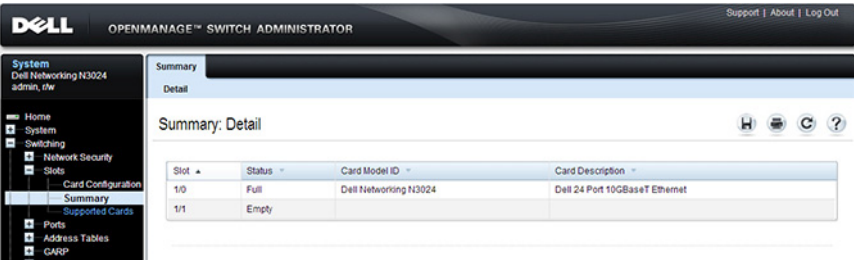 Support | About | Log Out
DELL OPENMANAGE™ SWITCH ADMINISTRATOR
System
Dell Networking N3024
admin, r/w
Home
System
Switching
Network Security
Slots
Card Configuration
Summary
Supported Cards
Ports
Address Tables
GARP
Summary
Detail
Summary: Detail
Slot Status Card Model ID Card Description
1/0 Full Dell Networking N3024 Dell 24 Port 10GBaseT Ethernet
1/1 Empty